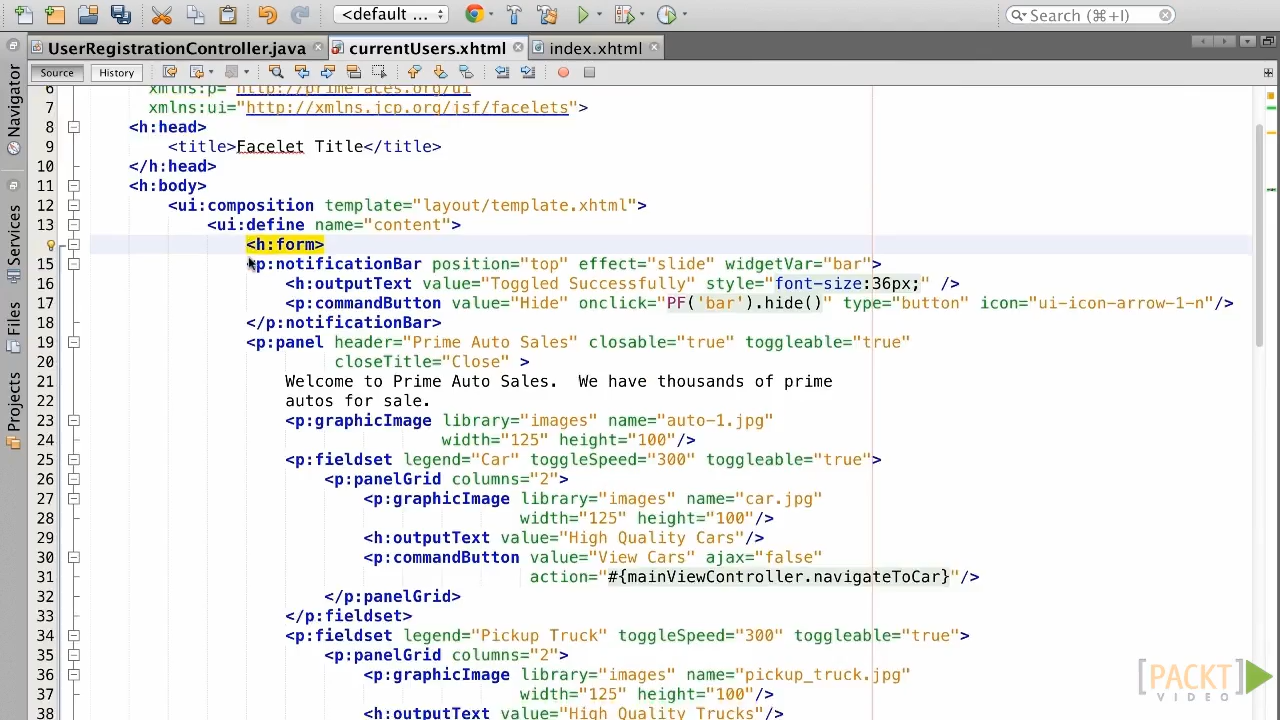 <default ...
Search (⌘+I)
UserRegistrationController.java
currentUsers.xhtml
index.xhtml
Source
History
Navigator
Services
Files
Projects
6 xmlns:p="http://primefaces.org/ui
7 xmlns:ui="http://xmlns.jcp.org/jsf/facelets">
8 <h:head>
9 <title>Facelet Title</title>
10 </h:head>
11 <h:body>
12 <ui:composition template="layout/template.xhtml">
13 <ui:define name="content">
<h:form>
15 <p:notificationBar position="top" effect="slide" widgetVar="bar">
16 <h:outputText value="Toggled Successfully" style="font-size:36px;" />
17 <p:commandButton value="Hide" onclick="PF('bar').hide()" type="button" icon="ui-icon-arrow-1-n"/>
18 </p:notificationBar>
19 <p:panel header="Prime Auto Sales" closable="true" toggleable="true"
20 closeTitle="Close" >
21 Welcome to Prime Auto Sales.  We have thousands of prime
22 autos for sale.
23 <p:graphicImage library="images" name="auto-1.jpg"
24 width="125" height="100"/>
25 <p:fieldset legend="Car" toggleSpeed="300" toggleable="true">
26 <p:panelGrid columns="2">
27 <p:graphicImage library="images" name="car.jpg"
28 width="125" height="100"/>
29 <h:outputText value="High Quality Cars"/>
30 <p:commandButton value="View Cars" ajax="false"
31 action="#{mainViewController.navigateToCar}"/>
32 </p:panelGrid>
33 </p:fieldset>
34 <p:fieldset legend="Pickup Truck" toggleSpeed="300" toggleable="true">
35 <p:panelGrid columns="2">
36 <p:graphicImage library="images" name="pickup_truck.jpg"
37 width="125" height="100"/>
38 <h:outputText value="High Quality Trucks"/>
[PACKT]
VIDEO